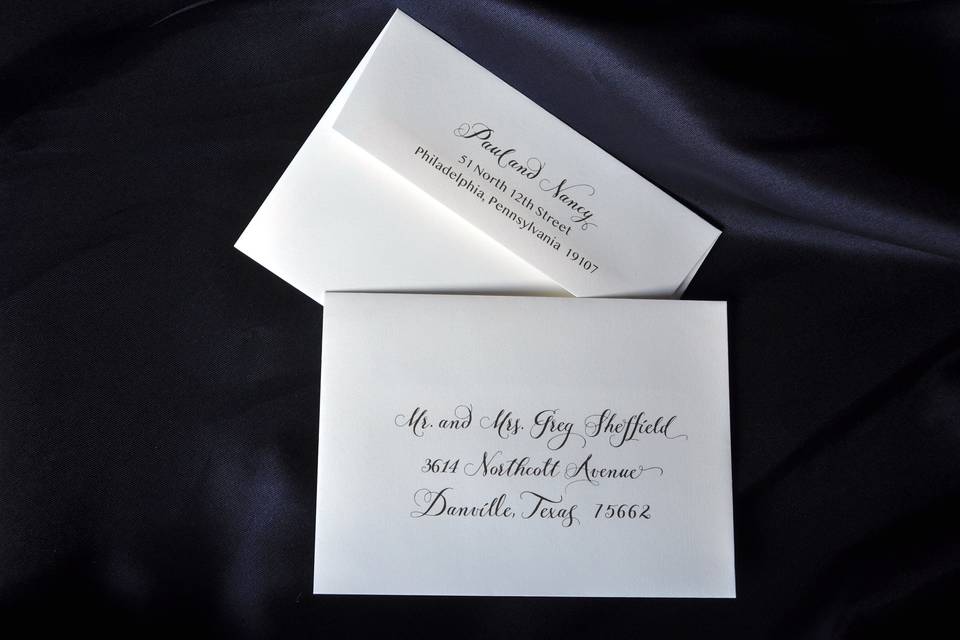 Paul and Nancy
51 North 12th Street
Philadelphia, Pennsylvania 19107
Mr. and Mrs. Greg Sheffield
3614 Northcott Avenue
Danville, Texas 75662